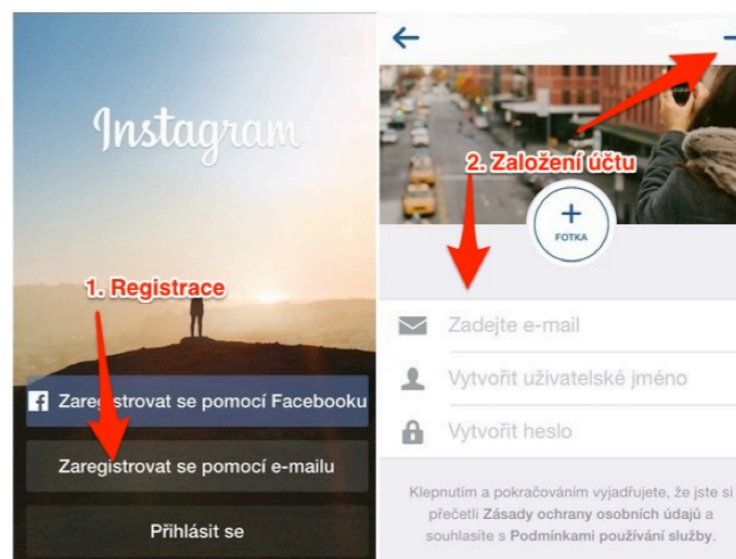 Instagram
1. Registrace
Zaregistrovat se pomocí Facebooku
Zaregistrovat se pomocí e-mailu
Přihlásit se
2. Založení účtu
FOTKA
Zadejte e-mail
Vytvořit uživatelské jméno
Vytvořit heslo
Klepnutím a pokračováním vyjadřujete, že jste si
přečetli Zásady ochrany osobních údajů a
souhlasíte s Podmínkami používání služby.